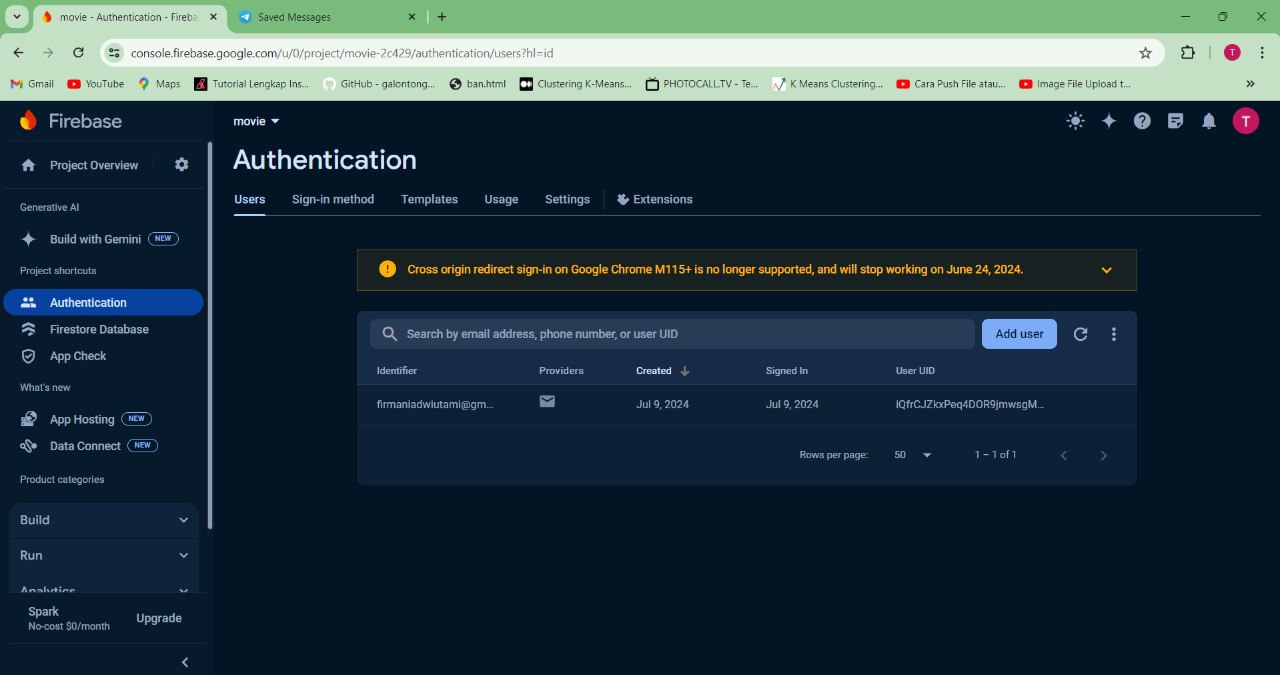 movie - Authentication - Fireba
Saved Messages
console.firebase.google.com/u/0/project/movie-2c429/authentication/users?hl=id
T
Gmail
YouTube
Maps
Tutorial Lengkap Ins...
GitHub - galontong...
ban.html
Clustering K-Means...
PHOTOCALL.TV - Te...
K Means Clustering...
Cara Push File atau...
Image File Upload t...
»
Firebase
Project Overview
Generative AI
Build with Gemini NEW
Project shortcuts
Authentication
Firestore Database
App Check
What's new
App Hosting NEW
Data Connect NEW
Product categories
Build
Run
Analytics
Spark
No-cost $0/month
Upgrade
movie
T
Authentication
Users
Sign-in method
Templates
Usage
Settings
Extensions
Cross origin redirect sign-in on Google Chrome M115+ is no longer supported, and will stop working on June 24, 2024.
Search by email address, phone number, or user UID
Add user
Identifier Providers Created Signed In User UID
firmaniadwiutami@gm... Jul 9, 2024 Jul 9, 2024 iQfrCJZkxPeq4DOR9jmwsgM...
Rows per page: 50 1 – 1 of 1